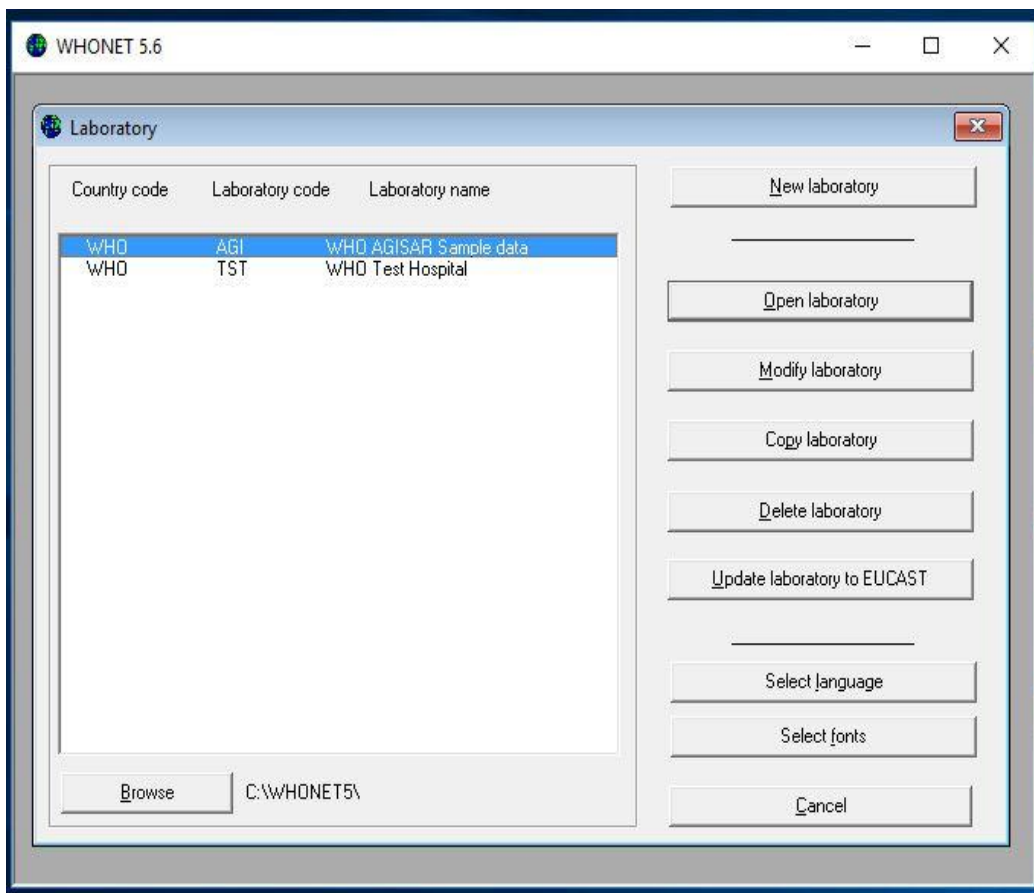 WHONET 5.6
Laboratory
Country code Laboratory code Laboratory name
WHO AGI WHO AGISAR Sample data
WHO TST WHO Test Hospital
New laboratory
Open laboratory
Modify laboratory
Copy laboratory
Delete laboratory
Update laboratory to EUCAST
Select language
Select fonts
Browse C:\WHONET5\
Cancel